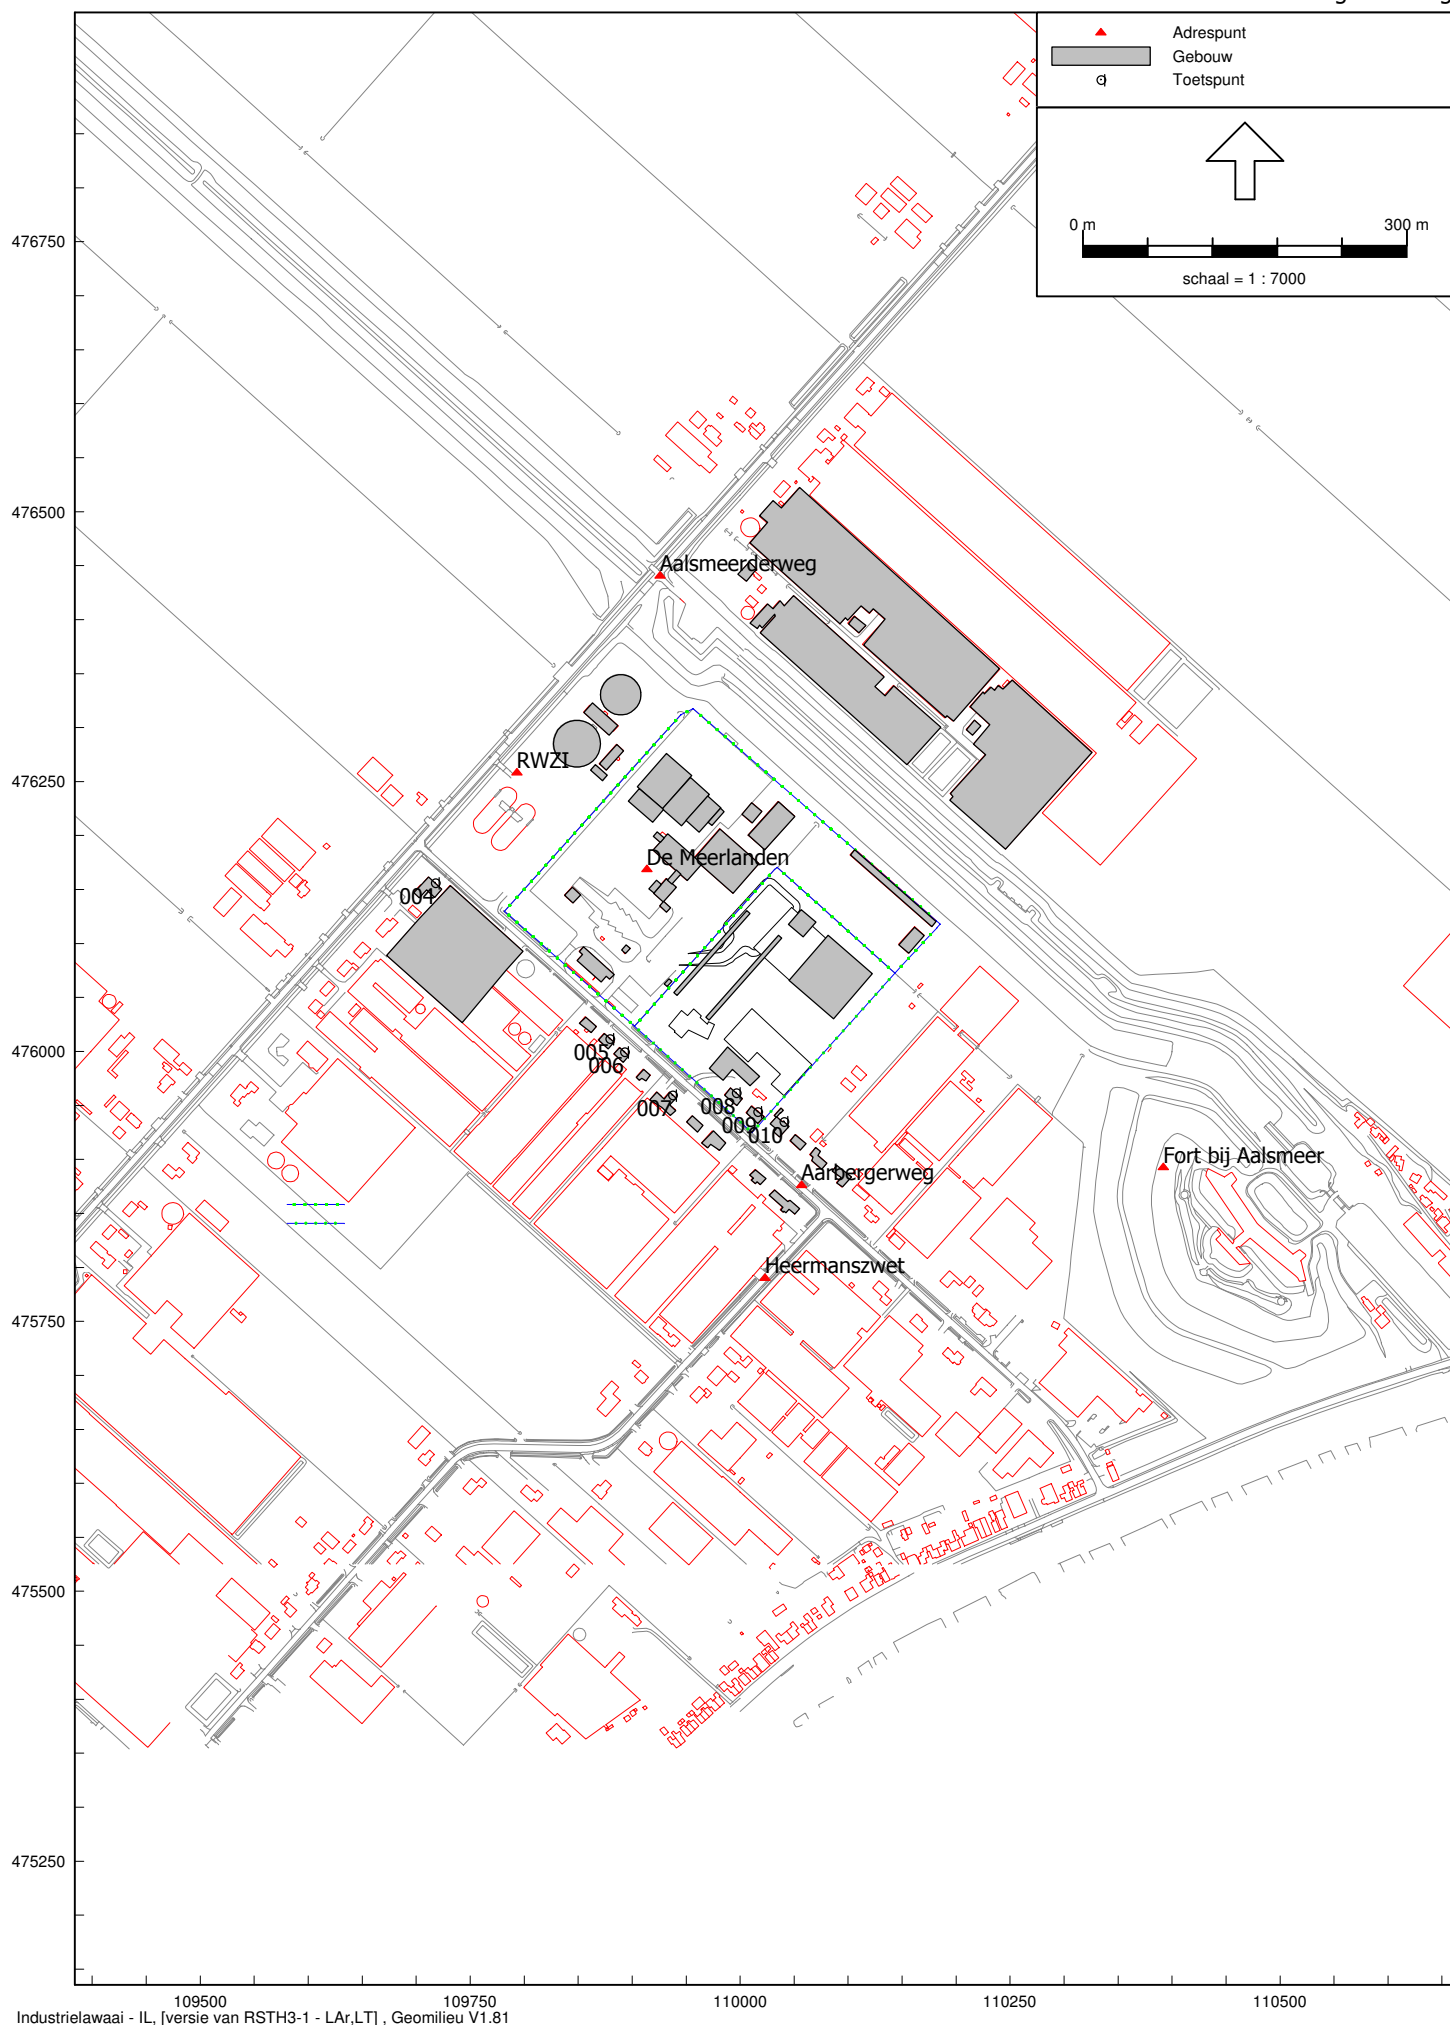 Adrespunt
Gebouw
Toetspunt
0 m
300 m
schaal = 1 : 7000
476750
476500
476250
476000
475750
475500
475250
Aalsmeerderweg
RWZI
De Meerlanden
004
005
006
007
008
009
010
Aarbergerweg
Fort bij Aalsmeer
Heermanszwet
109500
109750
110000
110250
110500
Industrielawaai - IL, [versie van RSTH3-1 - LAr,LT] , Geomilieu V1.81